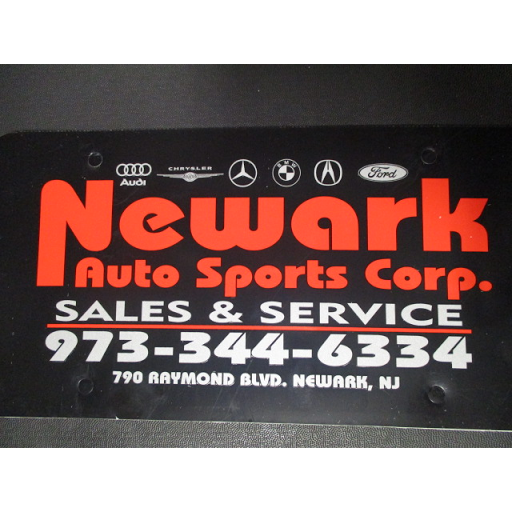 Audi CHRYSLER BMW Ford
Newark
Auto Sports Corp.
SALES & SERVICE
973-344-6334
790 RAYMOND BLVD. NEWARK, NJ